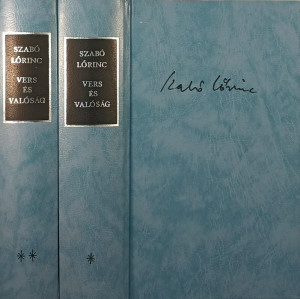 SZABÓ
LŐRINC
VERS
ÉS
VALÓSÁG
**
SZABÓ
LŐRINC
VERS
ÉS
VALÓSÁG
*
Szabó Lőrinc